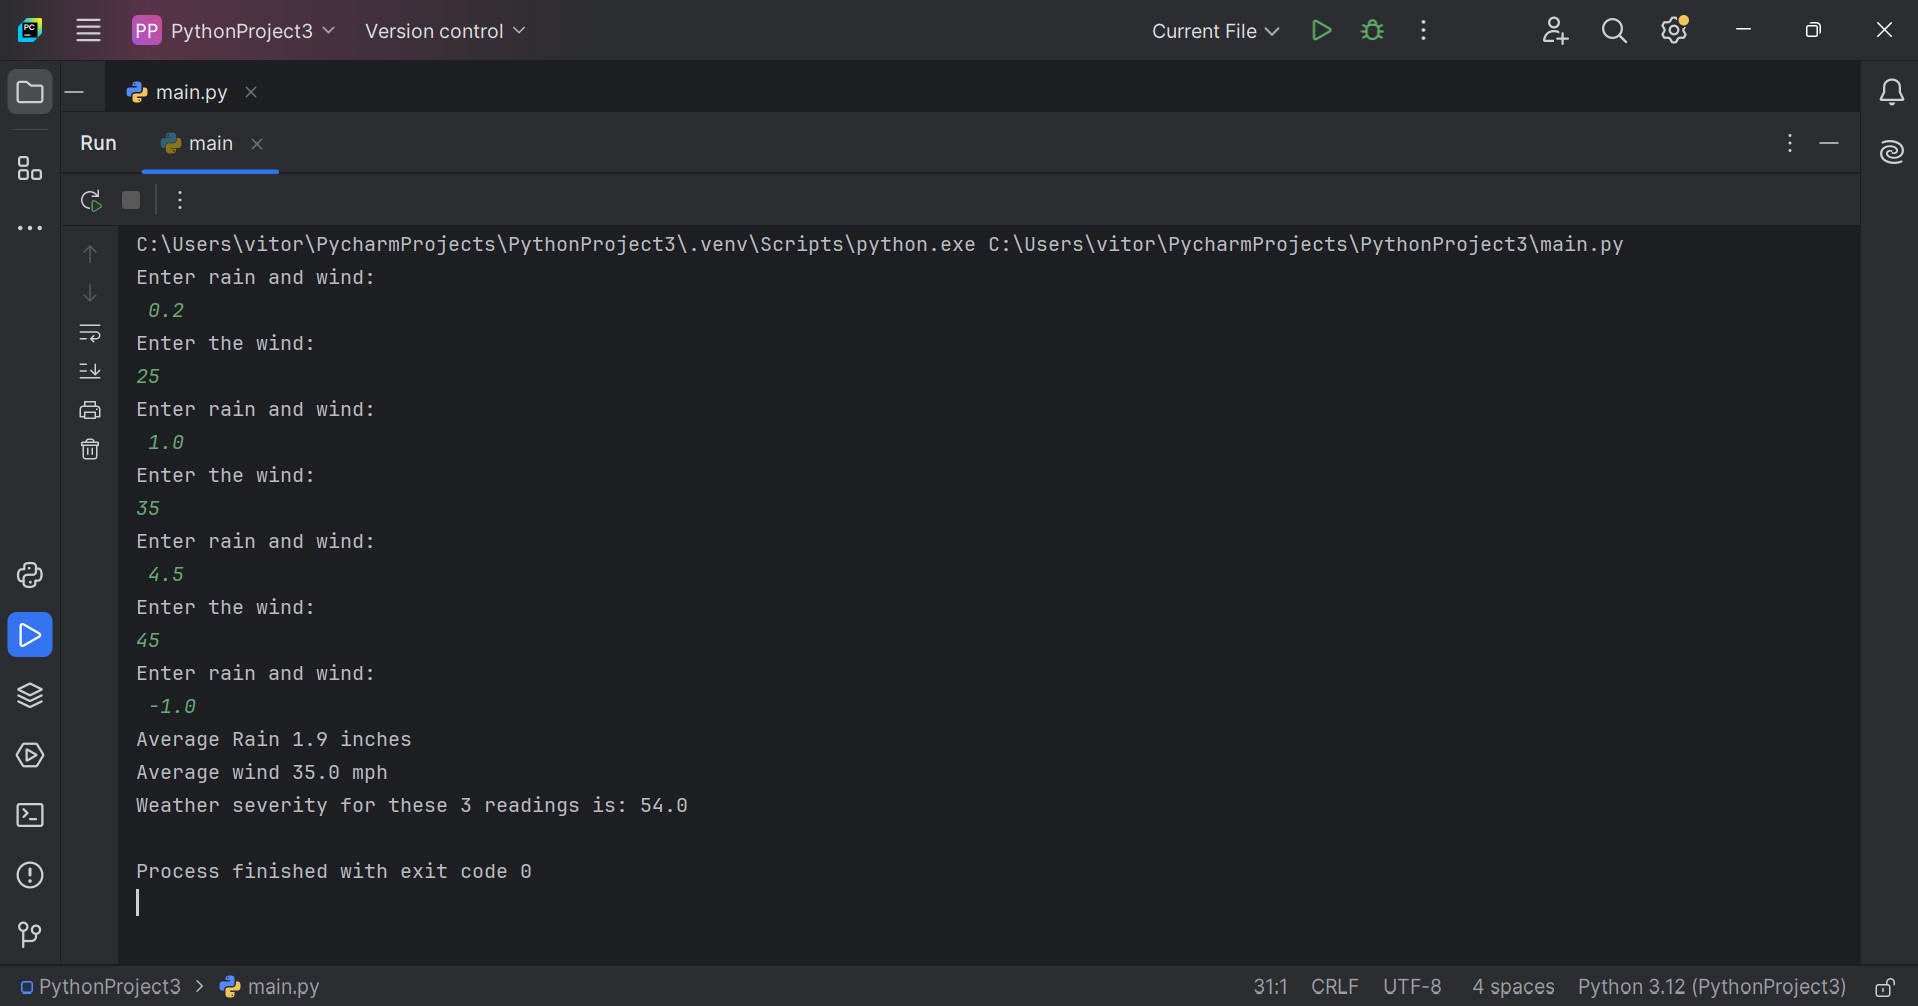 PC
PP PythonProject3 Version control Current File
main.py
Run main
C:\Users\vitor\PycharmProjects\PythonProject3\.venv\Scripts\python.exe C:\Users\vitor\PycharmProjects\PythonProject3\main.py
Enter rain and wind:
0.2
Enter the wind:
25
Enter rain and wind:
1.0
Enter the wind:
35
Enter rain and wind:
4.5
Enter the wind:
45
Enter rain and wind:
-1.0
Average Rain 1.9 inches
Average wind 35.0 mph
Weather severity for these 3 readings is: 54.0
Process finished with exit code 0
PythonProject3 > main.py 31:1 CRLF UTF-8 4 spaces Python 3.12 (PythonProject3)